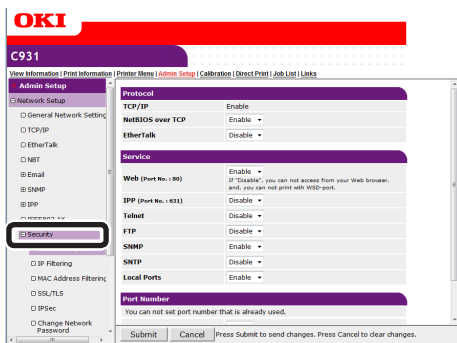 OKI
C931
View Information | Print Information | Printer Menu | Admin Setup | Calibration | Direct Print | Job List | Links
Admin Setup
Network Setup
General Network Setting
TCP/IP
EtherTalk
NBT
Email
SNMP
IPP
IEEE802.1X
Security
IP Filtering
MAC Address Filtering
SSL/TLS
IPSec
Change Network
Password
Protocol
TCP/IP Enable
NetBIOS over TCP Enable
EtherTalk Disable
Service
Web (Port No. : 80) Enable
If "Disable", you can not access from your Web browser.
and, you can not print with WSD-port.
IPP (Port No. : 631) Disable
Telnet Disable
FTP Disable
SNMP Enable
SNTP Disable
Local Ports Enable
Port Number
You can not set port number that is already used.
Submit Cancel Press Submit to send changes. Press Cancel to clear changes.